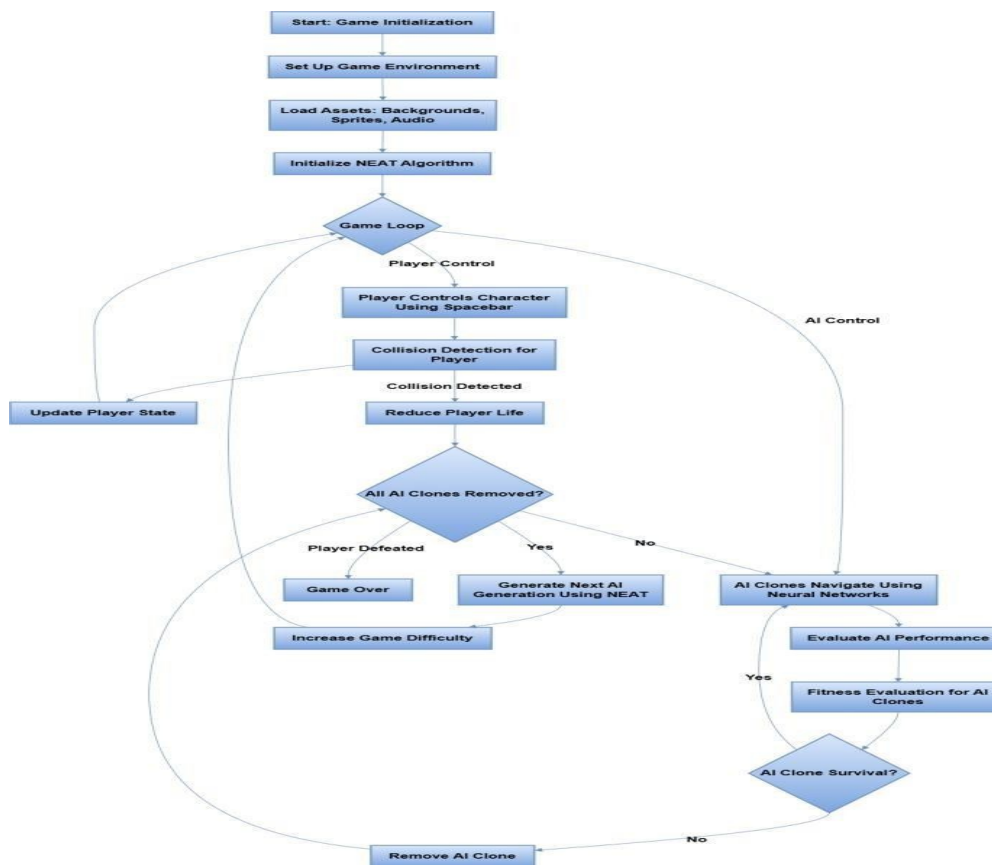 Start: Game Initialization
Set Up Game Environment
Load Assets: Backgrounds,
Sprites, Audio
Initialize NEAT Algorithm
Game Loop
Player Control
Player Controls Character
Using Spacebar
AI Control
Collision Detection for
Player
Collision Detected
Update Player State
Reduce Player Life
All AI Clones Removed?
Player Defeated
Yes
No
Game Over
Generate Next AI
Generation Using NEAT
AI Clones Navigate Using
Neural Networks
Increase Game Difficulty
Evaluate AI Performance
Yes
Fitness Evaluation for AI
Clones
AI Clone Survival?
No
Remove AI Clone